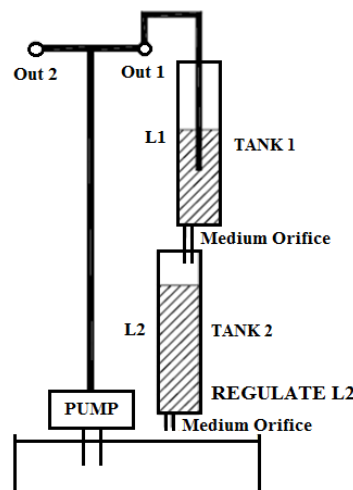 Out 2
Out 1
L1
TANK 1
Medium Orifice
L2
TANK 2
REGULATE L2
PUMP
Medium Orifice